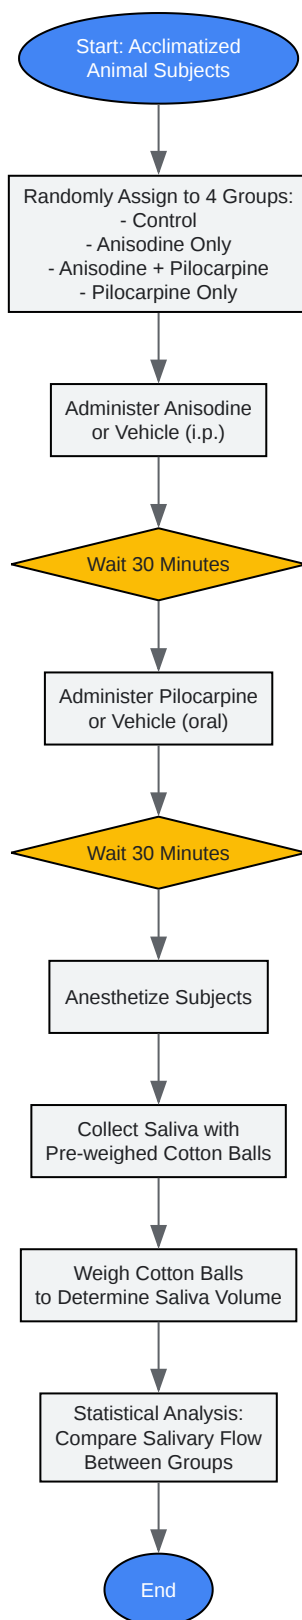 Start: Acclimatized
Animal Subjects
Randomly Assign to 4 Groups:
- Control
- Anisodine Only
- Anisodine + Pilocarpine
- Pilocarpine Only
Administer Anisodine
or Vehicle (i.p.)
Wait 30 Minutes
Administer Pilocarpine
or Vehicle (oral)
Wait 30 Minutes
Anesthetize Subjects
Collect Saliva with
Pre-weighed Cotton Balls
Weigh Cotton Balls
to Determine Saliva Volume
Statistical Analysis:
Compare Salivary Flow
Between Groups
End